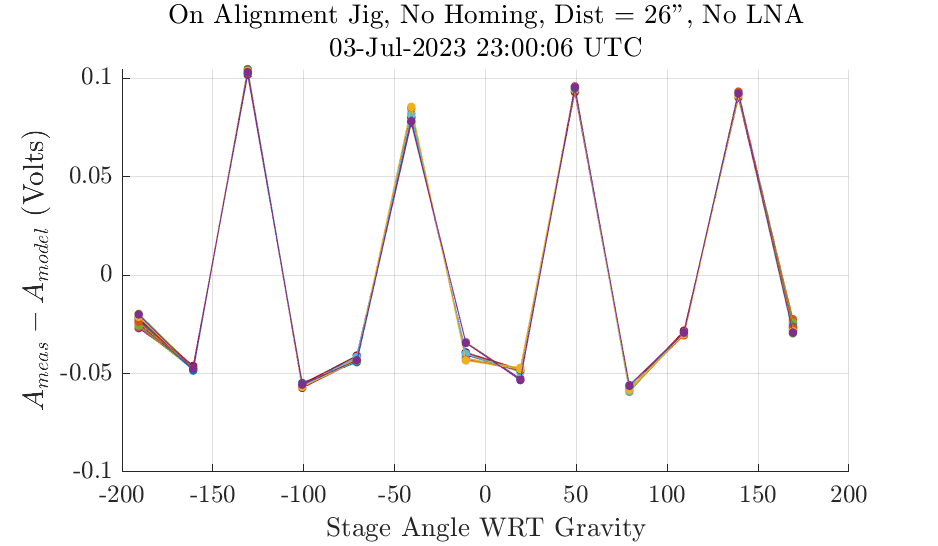 On Alignment Jig, No Homing, Dist = 26”, No LNA
03-Jul-2023 23:00:06 UTC
A_meas − A_model (Volts)
0.1
0.05
0
-0.05
-0.1
-200 -150 -100 -50 0 50 100 150 200
Stage Angle WRT Gravity